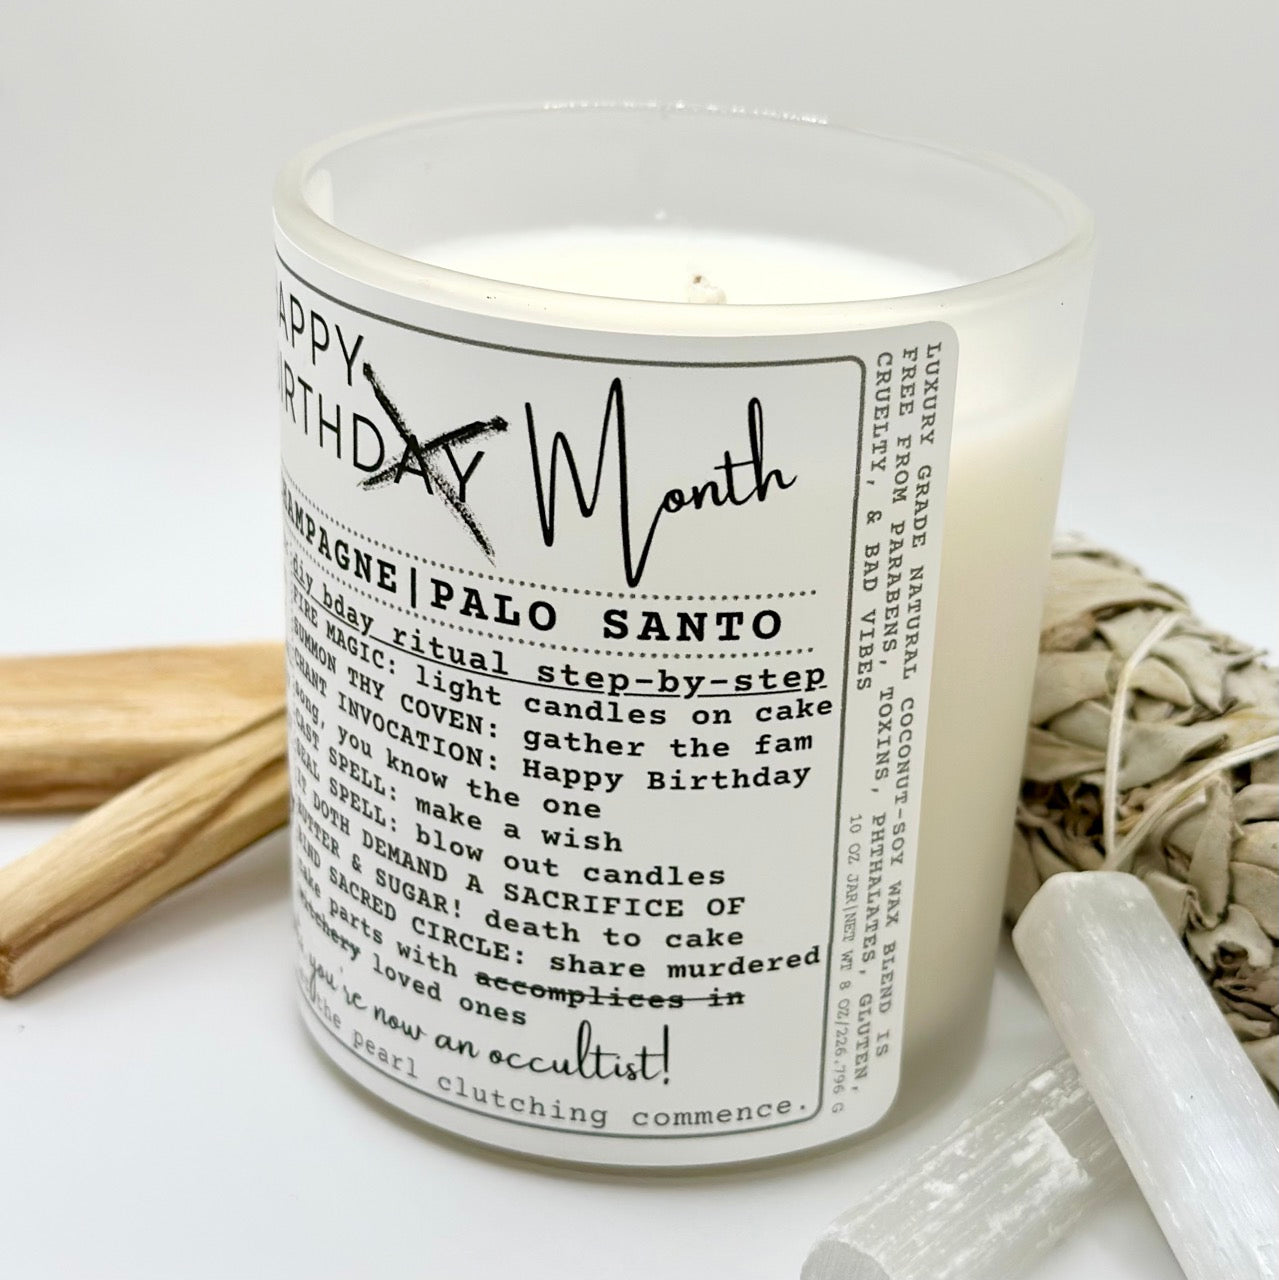 HAPPY
BIRTHDAY Month
CHAMPAGNE|PALO SANTO
diy bday ritual step-by-step
FIRE MAGIC: light candles on cake
SUMMON THY COVEN: gather the fam
CHANT INVOCATION: Happy Birthday
song, you know the one
CAST SPELL: make a wish
SEAL SPELL: blow out candles
IT DOTH DEMAND A SACRIFICE OF
BUTTER & SUGAR! death to cake
BIND SACRED CIRCLE: share murdered
cake parts with accomplices in
witchery loved ones
you're now an occultist!
the pearl clutching commence.
LUXURY GRADE NATURAL COCONUT-SOY WAX BLEND IS
FREE FROM PARABENS, TOXINS, PHTHALATES, GLUTEN,
CRUELTY, & BAD VIBES
10 OZ JAR|NET WT 8 OZ/226.796 G